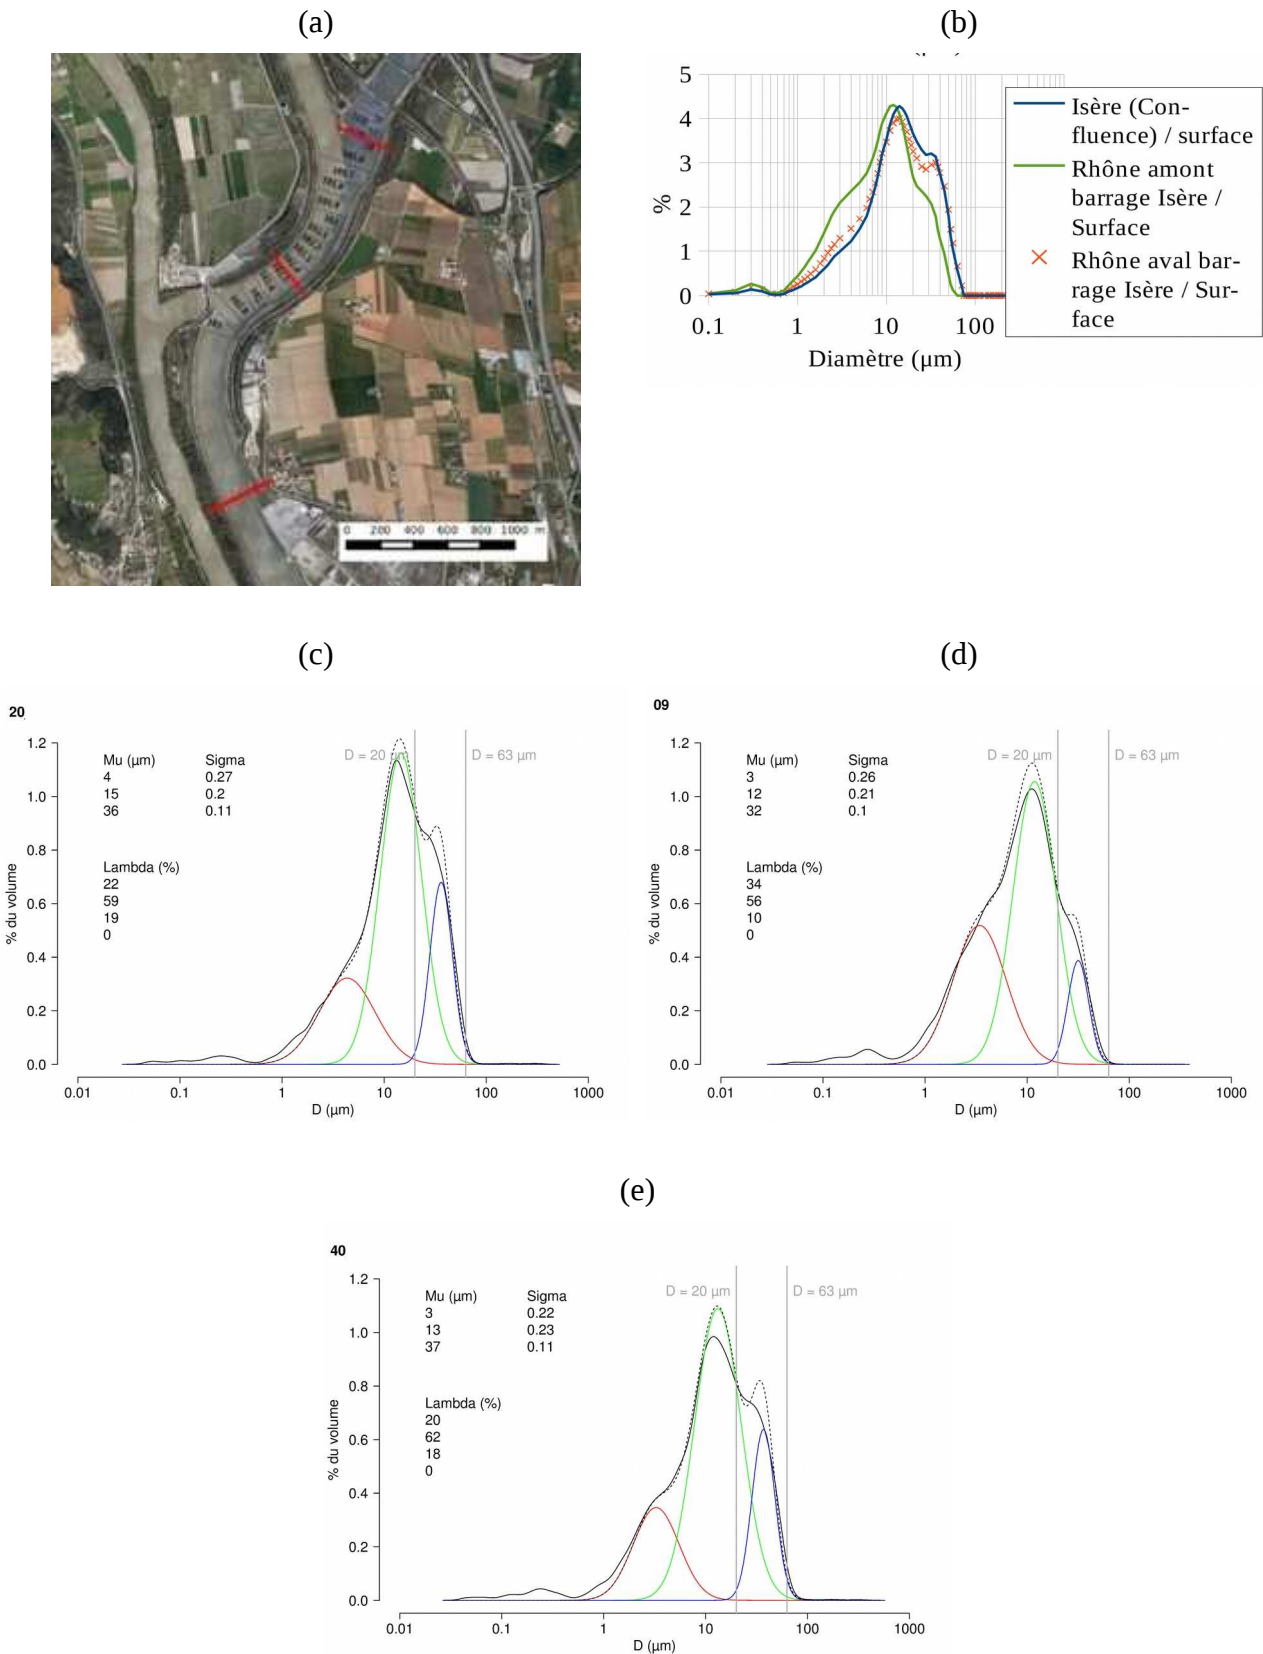 (a)
(b)
5
4
3
2
1
0
%
0.1 1 10 100
Diamètre (µm)
Isère (Con-
fluence) / surface
Rhône amont
barrage Isère /
Surface
Rhône aval bar-
rage Isère / Sur-
face
0 200 400 600 800 1000 m
(c)
(d)
20
1.2
1.0
0.8
0.6
0.4
0.2
0.0
% du volume
Mu (µm) Sigma
4 0.27
15 0.2
36 0.11
Lambda (%)
22
59
19
0
D = 20 µm
D = 63 µm
0.01 0.1 1 10 100 1000
D (µm)
09
1.2
1.0
0.8
0.6
0.4
0.2
0.0
% du volume
Mu (µm) Sigma
3 0.26
12 0.21
32 0.1
Lambda (%)
34
56
10
0
D = 20 µm
D = 63 µm
0.01 0.1 1 10 100 1000
D (µm)
(e)
40
1.2
1.0
0.8
0.6
0.4
0.2
0.0
% du volume
Mu (µm) Sigma
3 0.22
13 0.23
37 0.11
Lambda (%)
20
62
18
0
D = 20 µm
D = 63 µm
0.01 0.1 1 10 100 1000
D (µm)